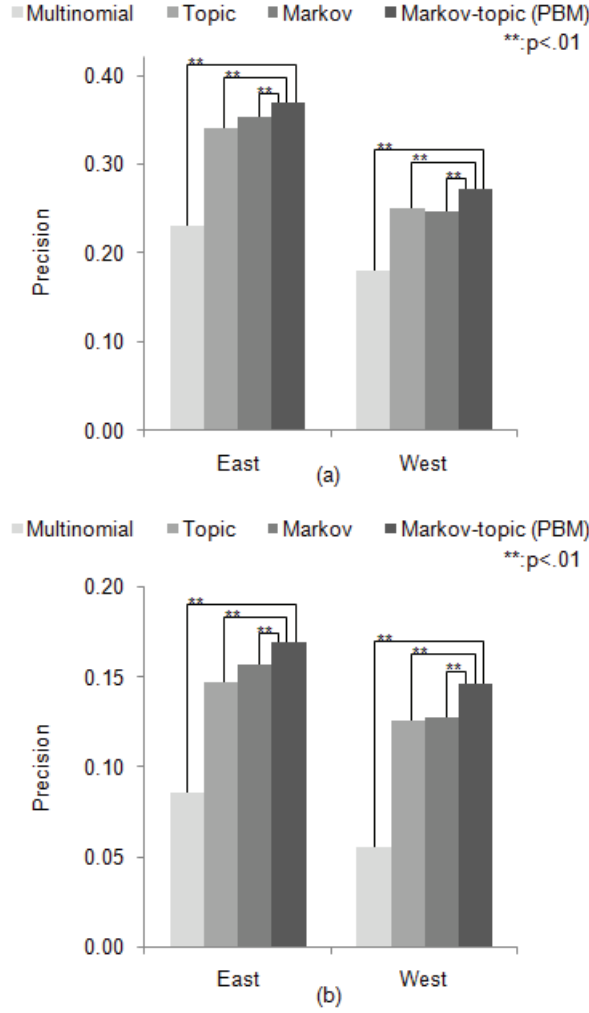 Multinomial Topic Markov Markov-topic (PBM)
**:p<.01
0.40
0.30
0.20
0.10
0.00
Precision
** ** ** ** ** **
East West
(a)
Multinomial Topic Markov Markov-topic (PBM)
**:p<.01
0.20
0.15
0.10
0.05
0.00
Precision
** ** ** ** ** **
East West
(b)